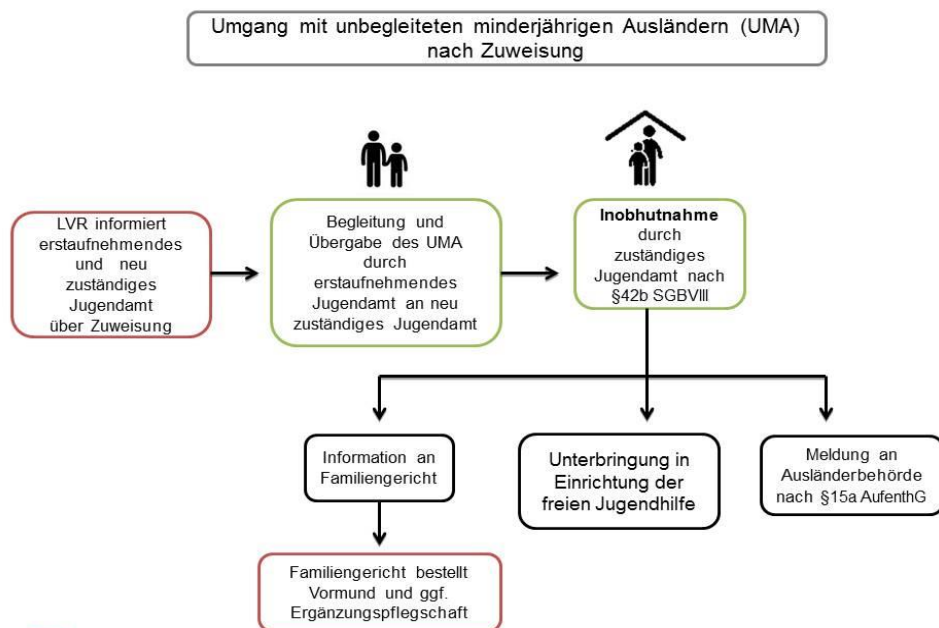 Umgang mit unbegleiteten minderjährigen Ausländern (UMA)
nach Zuweisung
LVR informiert
erstaufnehmendes
und neu
zuständiges
Jugendamt
über Zuweisung
Begleitung und
Übergabe des UMA
durch
erstaufnehmendes
Jugendamt an neu
zuständiges Jugendamt
Inobhutnahme
durch
zuständiges
Jugendamt nach
§42b SGBVIII
Information an
Familiengericht
Unterbringung in
Einrichtung der
freien Jugendhilfe
Meldung an
Ausländerbehörde
nach §15a AufenthG
Familiengericht bestellt
Vormund und ggf.
Ergänzungspflegschaft